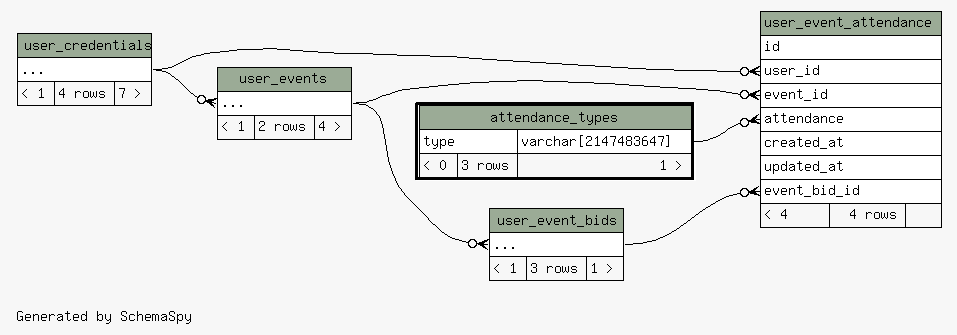 user_credentials
...
< 1 4 rows 7 >
user_events
...
< 1 2 rows 4 >
attendance_types
type varchar[2147483647]
< 0 3 rows 1 >
user_event_bids
...
< 1 3 rows 1 >
user_event_attendance
id
user_id
event_id
attendance
created_at
updated_at
event_bid_id
< 4 4 rows
Generated by SchemaSpy